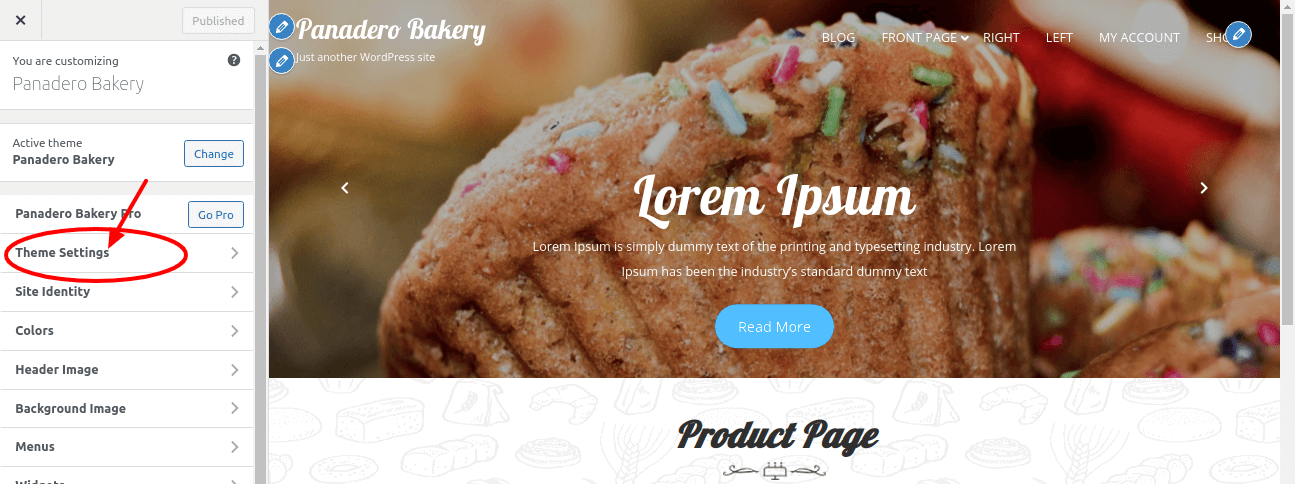 Published
You are customizing
Panadero Bakery
Active theme
Panadero Bakery
Change
Panadero Bakery Pro
Go Pro
Theme Settings
Site Identity
Colors
Header Image
Background Image
Menus
Widgets
Panadero Bakery
Just another WordPress site
BLOG FRONT PAGE RIGHT LEFT MY ACCOUNT
Lorem Ipsum
Lorem Ipsum is simply dummy text of the printing and typesetting industry. Lorem
Ipsum has been the industry's standard dummy text
Read More
Product Page